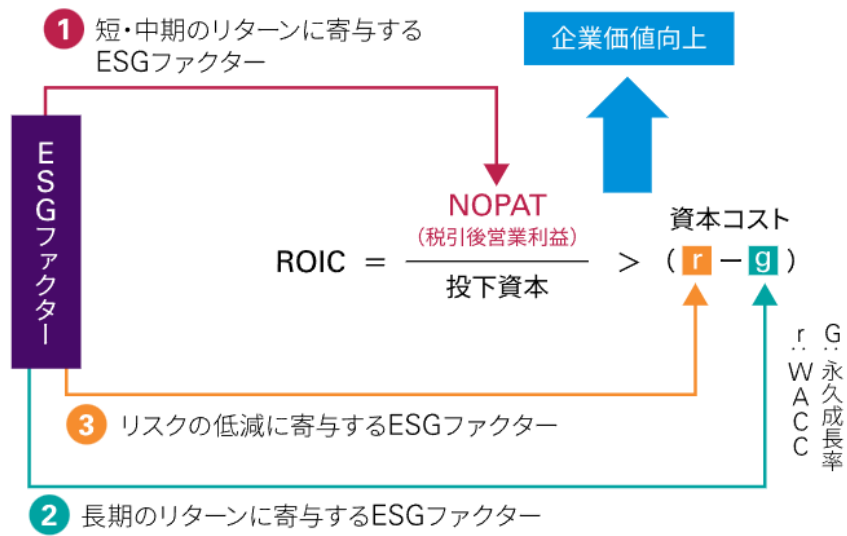 1 短・中期のリターンに寄与する
ESGファクター
企業価値向上
ESGファクター
ROIC = NOPAT
(税引後営業利益)
投下資本
>
資本コスト
(r－g)
G：永久成長率
r：WACC
3 リスクの低減に寄与するESGファクター
2 長期のリターンに寄与するESGファクター